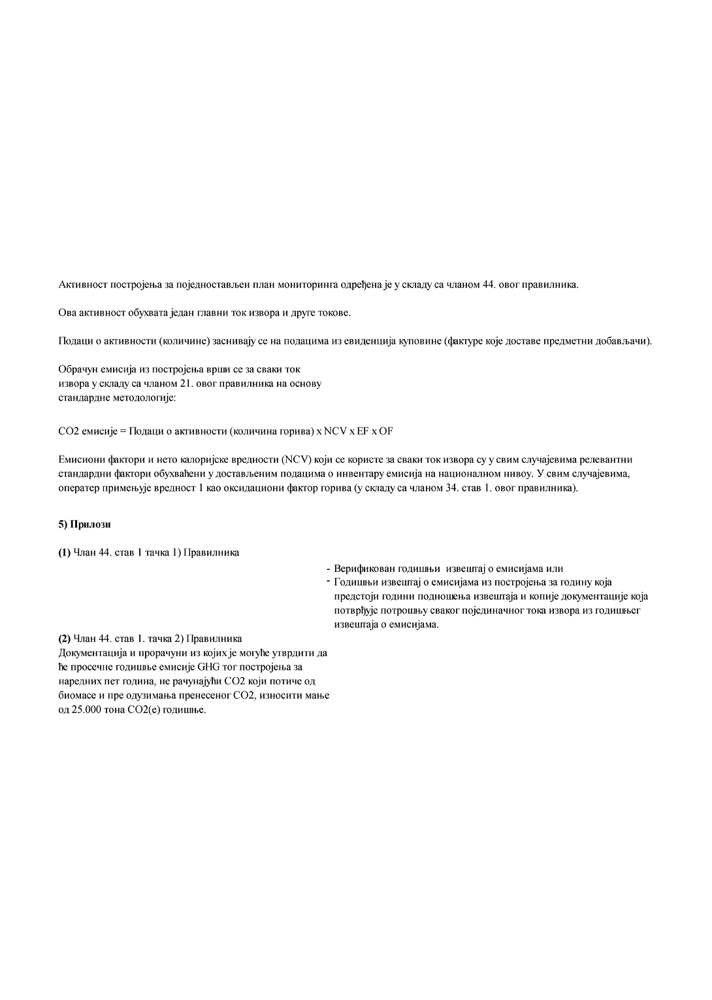 Активност постројења за поједностављен план мониторинга одређена је у складу са чланом 44. овог правилника.
Ова активност обухвата један главни ток извора и друге токове.
Подаци о активности (количине) заснивају се на подацима из евиденција куповине (фактуре које доставе предметни добављачи).
Обрачун емисија из постројења врши се за сваки ток
извора у складу са чланом 21. овог правилника на основу
стандардне методологије:
CO2 емисије = Подаци о активности (количина горива) x NCV x EF x OF
Емисиони фактори и нето калоријске вредности (NCV) који се користе за сваки ток извора су у свим случајевима релевантни
стандардни фактори обухваћени у достављеним подацима о инвентару емисија на националном нивоу. У свим случајевима,
оператер примењује вредност 1 као оксидациони фактор горива (у складу са чланом 34. став 1. овог правилника).
5) Прилози
(1) Члан 44. став 1 тачка 1) Правилника
- Верификован годишњи извештај о емисијама или
- Годишњи извештај о емисијама из постројења за годину која
предстоји години подношења извештаја и копије документације која
потврђује потрошњу сваког појединачног тока извора из годишњег
извештаја о емисијама.
(2) Члан 44. став 1. тачка 2) Правилника
Документација и прорачуни из којих је могуће утврдити да
ће просечне годишње емисије GHG тог постројења за
наредних пет година, не рачунајући CO2 који потиче од
биомасе и пре одузимања пренесеног CO2, износити мање
од 25.000 тона CO2(e) годишње.